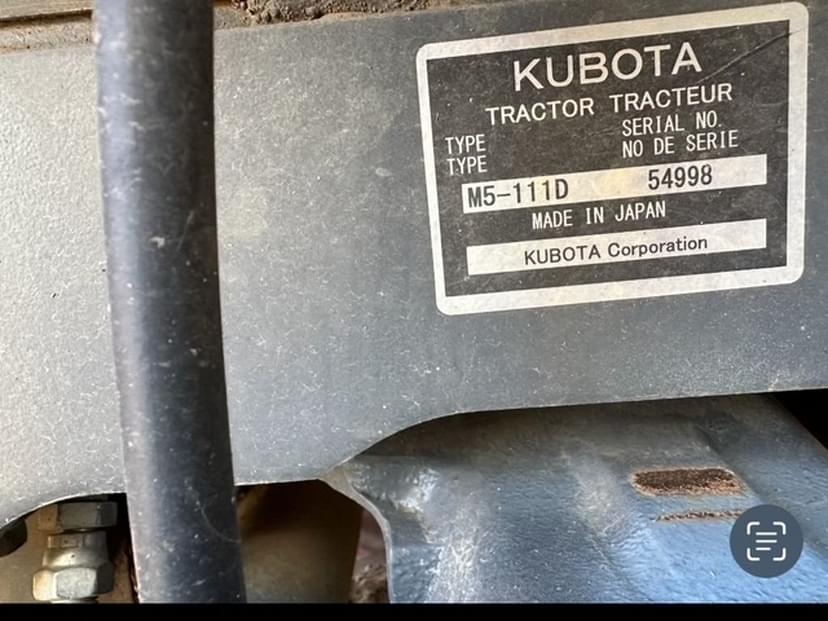 KUBOTA
TRACTOR TRACTEUR
TYPE SERIAL NO.
TYPE NO DE SERIE
M5-111D 54998
MADE IN JAPAN
KUBOTA Corporation